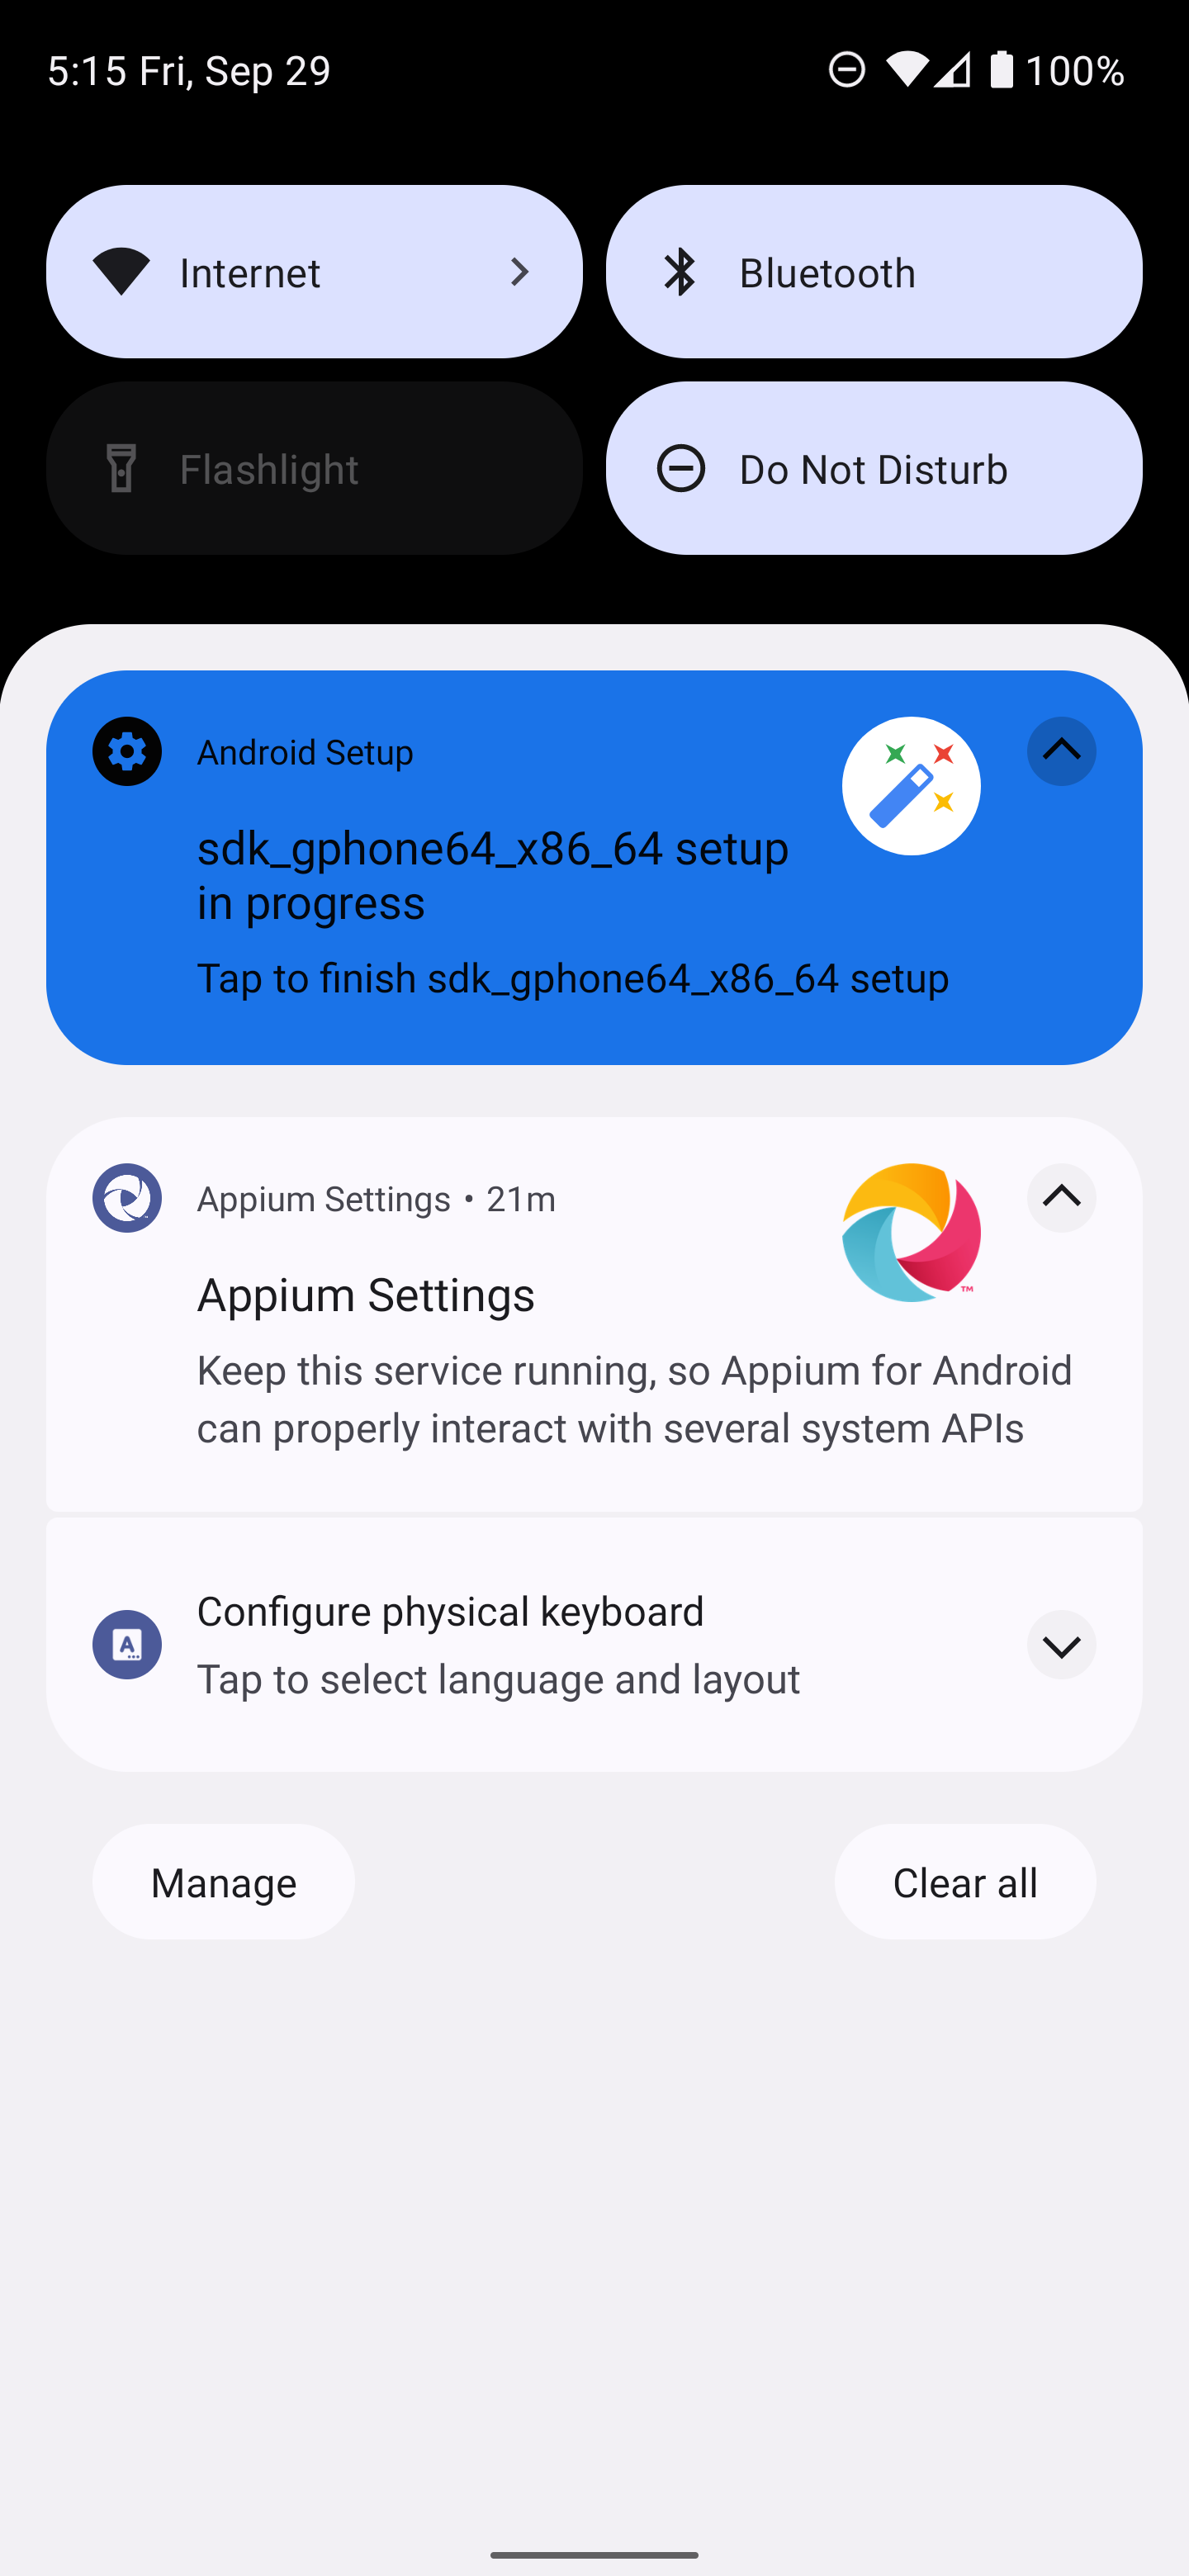 5:15 Fri, Sep 29
100%
Internet
Bluetooth
Flashlight
Do Not Disturb
Android Setup
sdk_gphone64_x86_64 setup
in progress
Tap to finish sdk_gphone64_x86_64 setup
Appium Settings • 21m
TM
Appium Settings
Keep this service running, so Appium for Android
can properly interact with several system APIs
A
Configure physical keyboard
Tap to select language and layout
Manage
Clear all